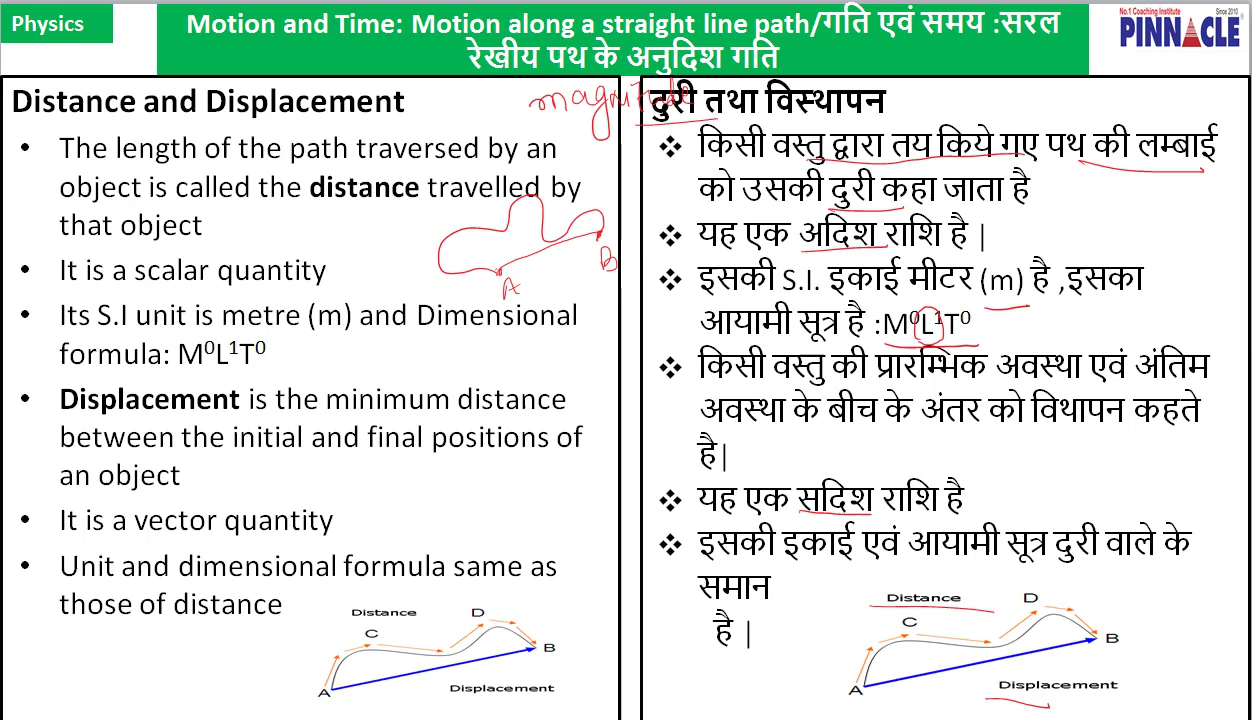 Physics
Motion and Time: Motion along a straight line path/गति एवं समय :सरल
रेखीय पथ के अनुदिश गति
No.1 Coaching Institute
Since 2010
PINNACLE
Distance and Displacement
• The length of the path traversed by an
object is called the distance travelled by
that object
• It is a scalar quantity
• Its S.I unit is metre (m) and Dimensional
formula: M⁰L¹T⁰
• Displacement is the minimum distance
between the initial and final positions of
an object
• It is a vector quantity
• Unit and dimensional formula same as
those of distance
Distance
D
C
B
A
Displacement
magnitude
A
B
दुरी तथा विस्थापन
❖ किसी वस्तु द्वारा तय किये गए पथ की लम्बाई
को उसकी दुरी कहा जाता है
❖ यह एक अदिश राशि है |
❖ इसकी S.I. इकाई मीटर (m) है ,इसका
आयामी सूत्र है :M⁰L¹T⁰
❖ किसी वस्तु की प्रारम्भिक अवस्था एवं अंतिम
अवस्था के बीच के अंतर को विथापन कहते
है|
❖ यह एक सदिश राशि है
❖ इसकी इकाई एवं आयामी सूत्र दुरी वाले के
समान
है |
Distance
D
C
B
A
Displacement